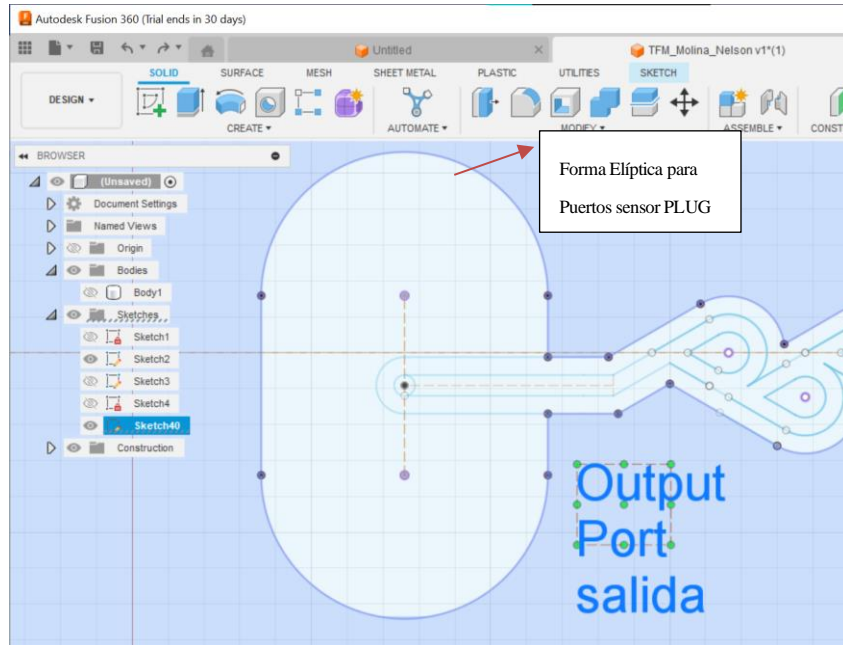 Autodesk Fusion 360 (Trial ends in 30 days)
Untitled
TFM_Molina_Nelson v1*(1)
SOLID SURFACE MESH SHEET METAL PLASTIC UTILITIES SKETCH
DESIGN
CREATE AUTOMATE MODIFY ASSEMBLE CONST
BROWSER
(Unsaved)
Document Settings
Named Views
Origin
Bodies
Body1
Sketches
Sketch1
Sketch2
Sketch3
Sketch4
Sketch40
Construction
Forma Elíptica para
Puertos sensor PLUG
Output
Port
salida